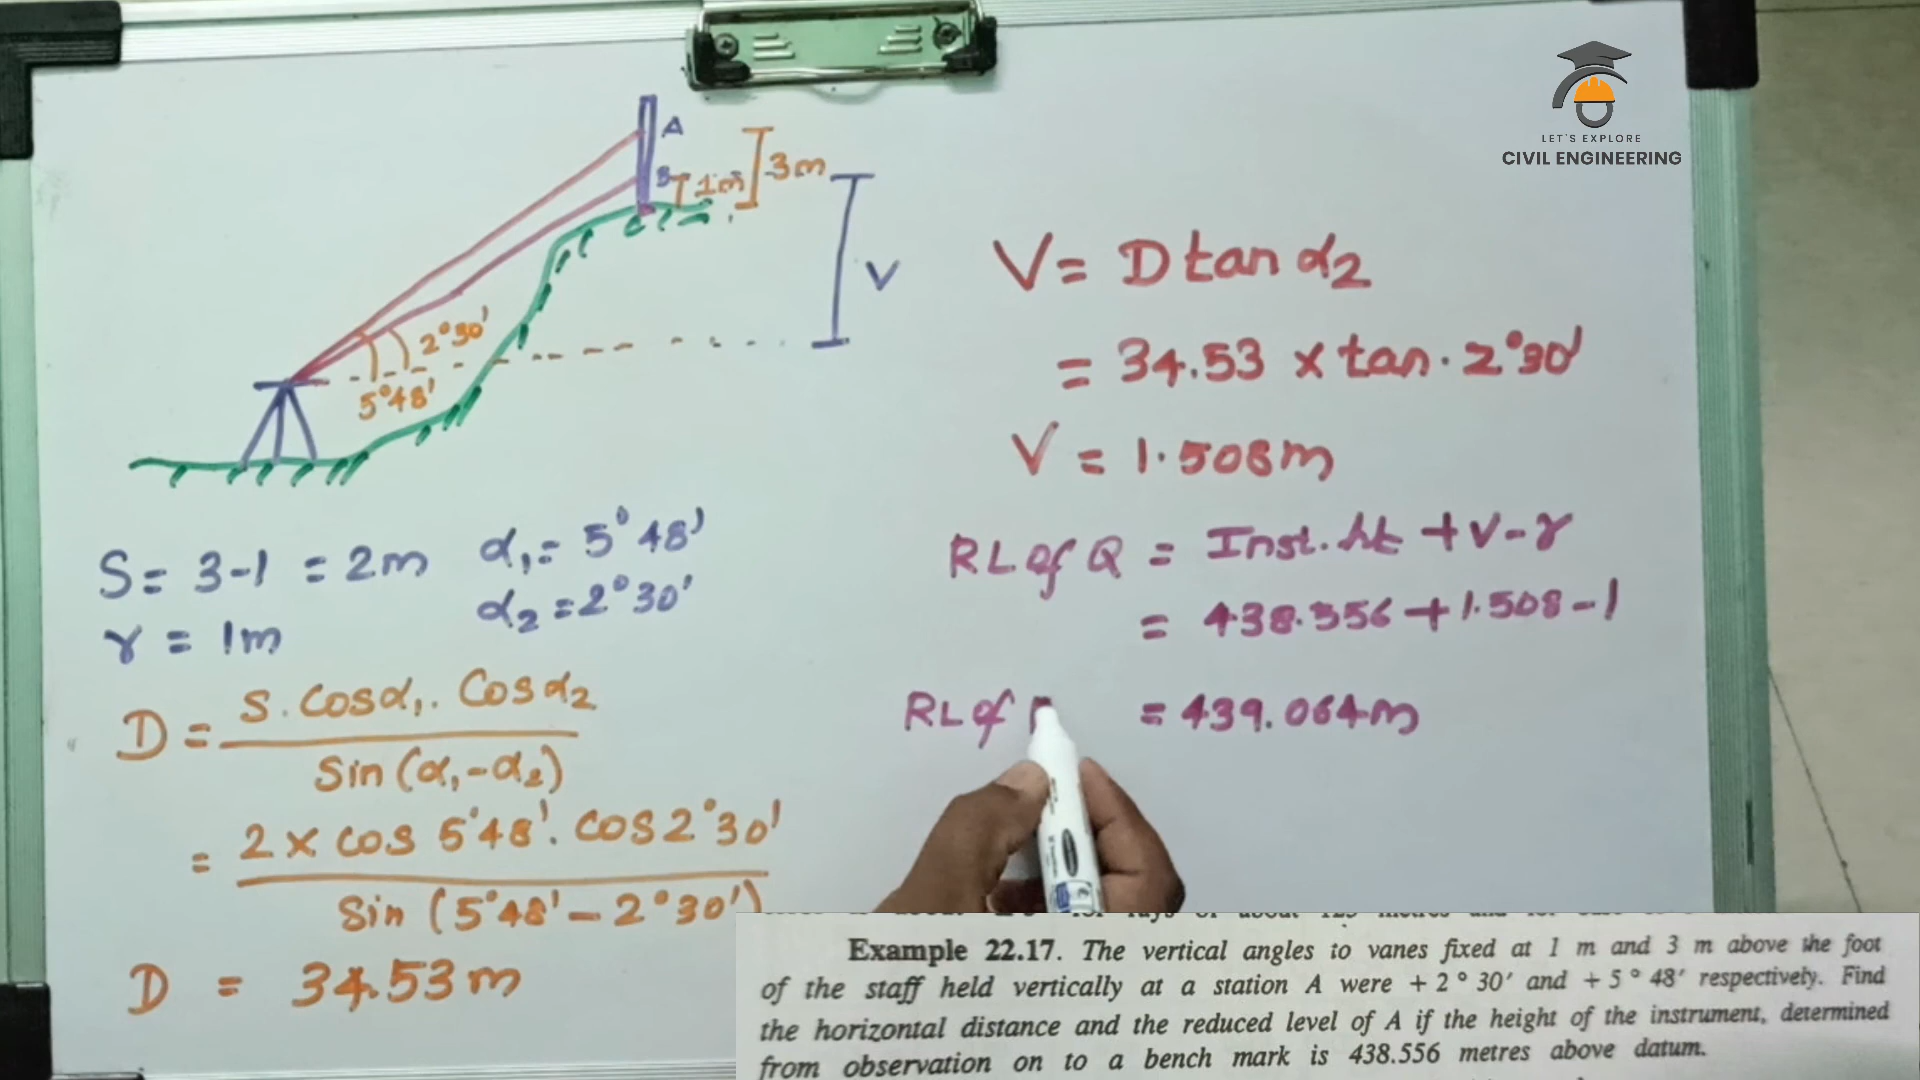 LET'S EXPLORE
CIVIL ENGINEERING
A
B
1m
3m
V
2°30'
5°48'
S = 3-1 = 2m
α1 = 5°48'
r = 1m
α2 = 2°30'
D = S. Cosα1. Cosα2
Sin (α1-α2)
= 2 x cos 5°48'. cos2°30'
Sin (5°48' - 2°30')
D = 34.53m
V = D tan α2
= 34.53 x tan. 2°30'
V = 1.508m
RL of Q = Inst. ht + V-r
= 438.556 + 1.508-1
RL of = 439.064m
Example 22.17. The vertical angles to vanes fixed at 1 m and 3 m above the foot
of the staff held vertically at a station A were + 2° 30' and + 5° 48' respectively. Find
the horizontal distance and the reduced level of A if the height of the instrument, determined
from observation on to a bench mark is 438.556 metres above datum.